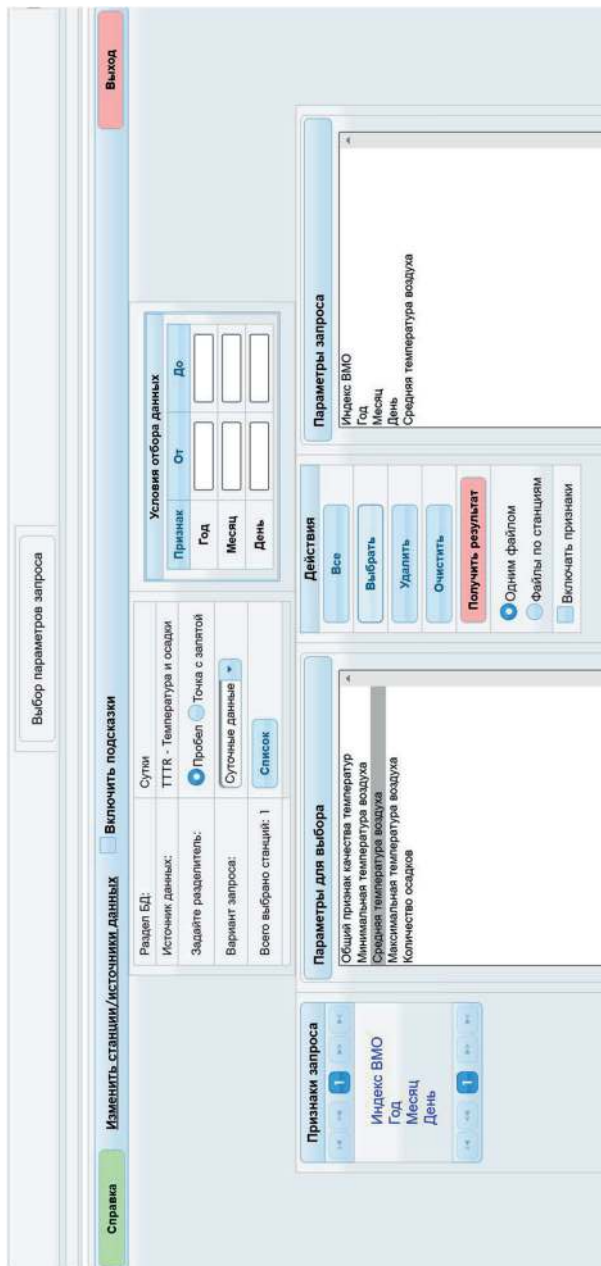 Выбор параметров запроса
Справка
Изменить станции/источники данных
Включить подсказки
Выход
Раздел БД: Сутки
Источник данных: TTTR - Температура и осадки
Задайте разделитель: Пробел Точка с запятой
Вариант запроса: Суточные данные
Всего выбрано станций: 1 Список
Условия отбора данных
Признак От До
Год
Месяц
День
Признаки запроса
1
Индекс ВМО
Год
Месяц
День
1
Параметры для выбора
Общий признак качества температур
Минимальная температура воздуха
Средняя температура воздуха
Максимальная температура воздуха
Количество осадков
Действия
Все
Выбрать
Удалить
Очистить
Получить результат
Одним файлом
Файлы по станциям
Включать признаки
Параметры запроса
Индекс ВМО
Год
Месяц
День
Средняя температура воздуха